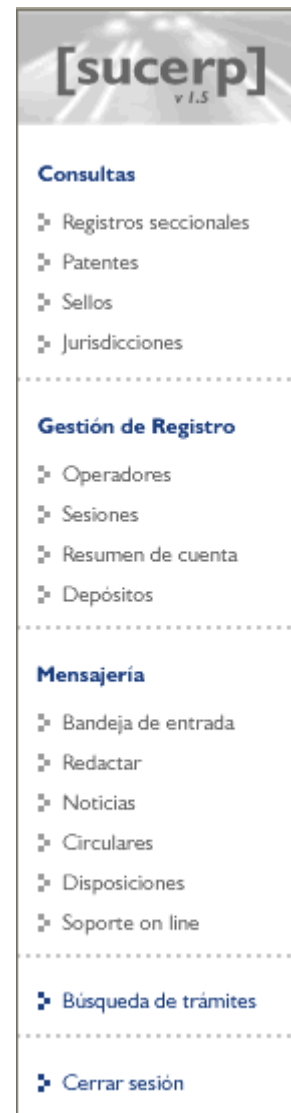 [sucerp]
v 1.5
Consultas
Registros seccionales
Patentes
Sellos
Jurisdicciones
Gestión de Registro
Operadores
Sesiones
Resumen de cuenta
Depósitos
Mensajería
Bandeja de entrada
Redactar
Noticias
Circulares
Disposiciones
Soporte on line
Búsqueda de trámites
Cerrar sesión